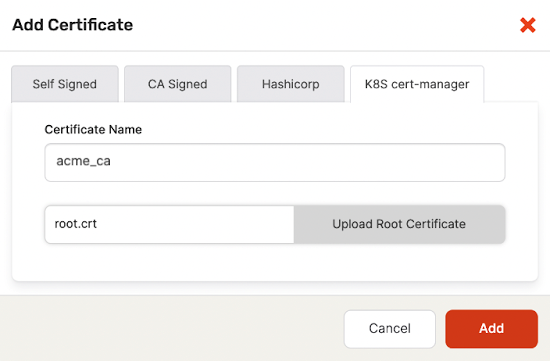 Add Certificate
Self Signed
CA Signed
Hashicorp
K8S cert-manager
Certificate Name
acme_ca
root.crt
Upload Root Certificate
Cancel
Add